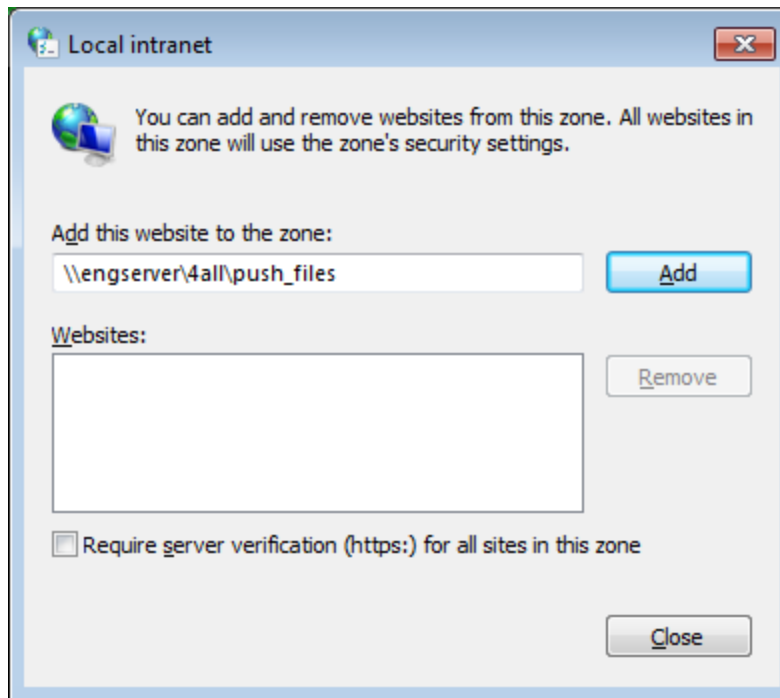 Local intranet
You can add and remove websites from this zone. All websites in
this zone will use the zone's security settings.
Add this website to the zone:
\\engserver\4all\push_files
Add
Websites:
Remove
Require server verification (https:) for all sites in this zone
Close